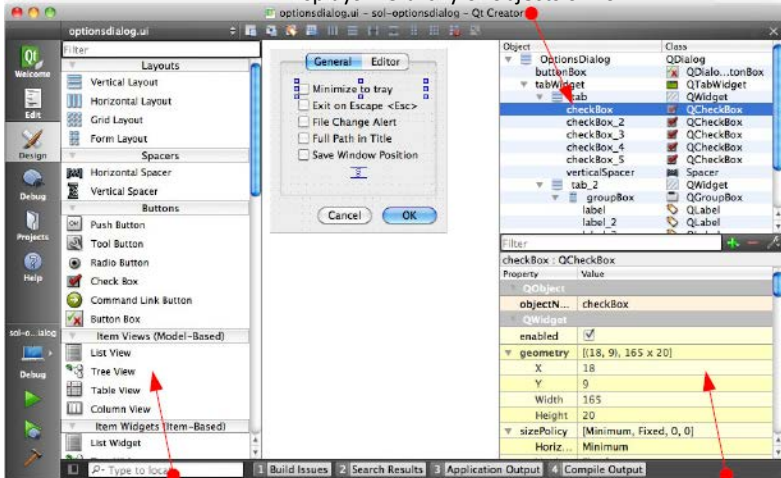 optionsdialog.ui - sol-optionsdialog - Qt Creator
optionsdialog.ui
Welcome
Edit
Design
Debug
Projects
Help
Debug
Filter
Layouts
Vertical Layout
Horizontal Layout
Grid Layout
Form Layout
Spacers
Horizontal Spacer
Vertical Spacer
Buttons
Push Button
Tool Button
Radio Button
Check Box
Command Link Button
Button Box
Item Views (Model-Based)
List View
Tree View
Table View
Column View
Item Widgets (Item-Based)
List Widget
General Editor
Minimize to tray
Exit on Escape <Esc>
File Change Alert
Full Path in Title
Save Window Position
Cancel OK
Object Class
OptionsDialog QDialog
buttonBox QDialo...tonBox
tabWidget QTabWidget
tab QWidget
checkBox QCheckBox
checkBox_2 QCheckBox
checkBox_3 QCheckBox
checkBox_4 QCheckBox
checkBox_5 QCheckBox
verticalSpacer Spacer
tab_2 QWidget
groupBox QGroupBox
label QLabel
label_2 QLabel
Filter
checkBox : QCheckBox
Property Value
QObject
objectN... checkBox
QWidget
enabled
geometry [(18, 9), 165 x 20]
X 18
Y 9
Width 165
Height 20
sizePolicy [Minimum, Fixed, 0, 0]
Horiz... Minimum
Type to loca
1 Build Issues 2 Search Results 3 Application Output 4 Compile Output